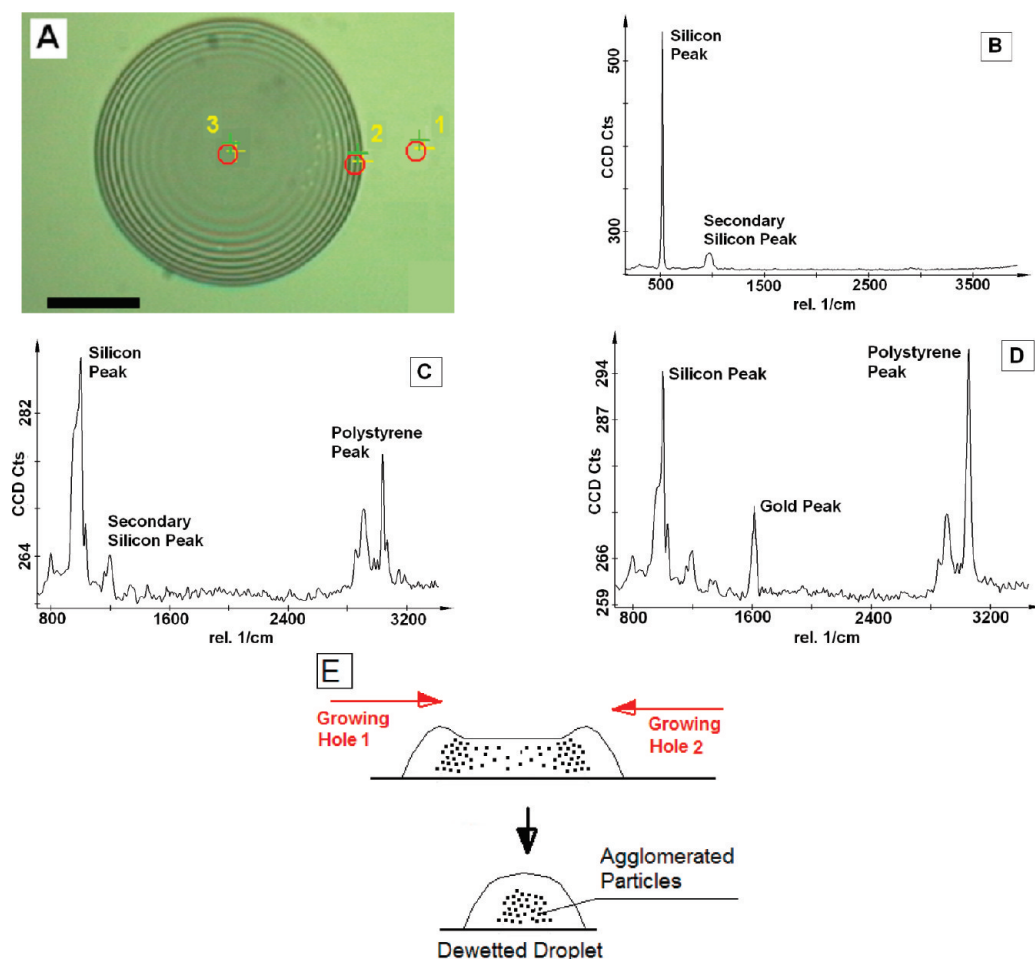 A
3
2
1
B
Silicon
Peak
500
CCD Cts
300
Secondary
Silicon Peak
500
1500
2500
3500
rel. 1/cm
C
Silicon
Peak
282
CCD Cts
264
Secondary
Silicon Peak
Polystyrene
Peak
800
1600
2400
3200
rel. 1/cm
D
Polystyrene
Peak
Silicon Peak
294
287
CCD Cts
266
259
Gold Peak
800
1600
2400
3200
rel. 1/cm
E
Growing
Hole 1
Growing
Hole 2
Agglomerated
Particles
Dewetted Droplet